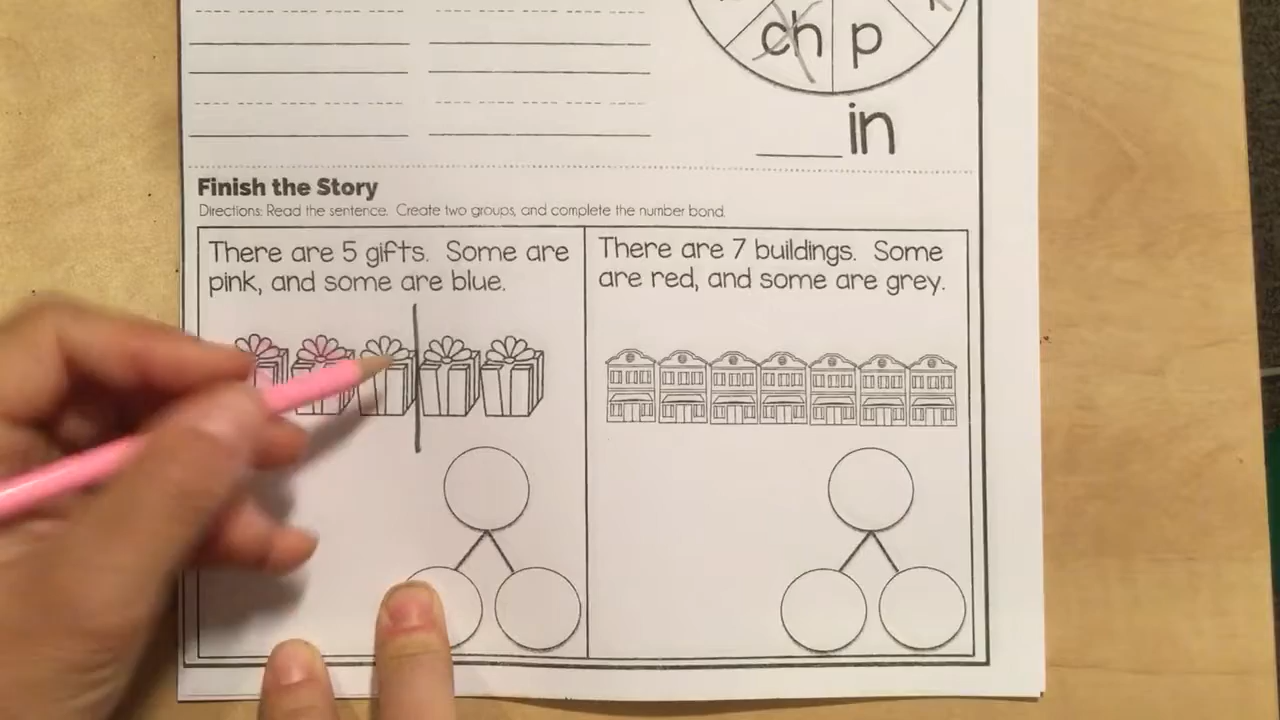 ch p
in
Finish the Story
Directions: Read the sentence. Create two groups, and complete the number bond.
There are 5 gifts. Some are
pink, and some are blue.
There are 7 buildings. Some
are red, and some are grey.